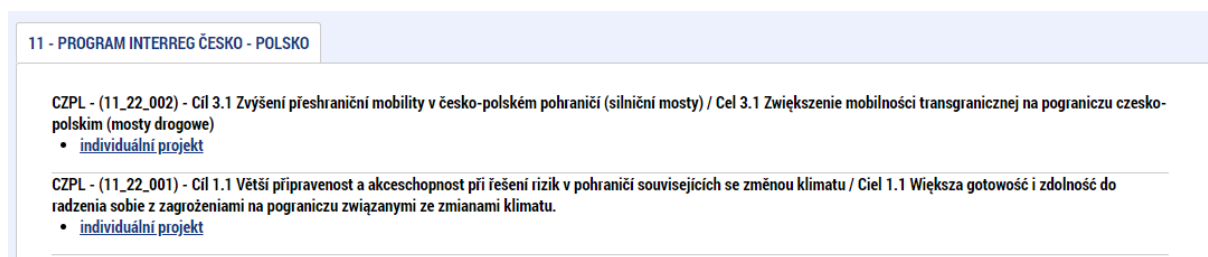 11 - PROGRAM INTERREG ČESKO - POLSKO
CZPL - (11_22_002) - Cíl 3.1 Zvýšení přeshraniční mobility v česko-polském pohraničí (silniční mosty) / Cel 3.1 Zwiększenie mobilności transgranicznej na pograniczu czesko-
polskim (mosty drogowe)
• individuální projekt
CZPL - (11_22_001) - Cíl 1.1 Větší připravenost a akceschopnost při řešení rizik v pohraničí souvisejících se změnou klimatu / Ciel 1.1 Większa gotowość i zdolność do
radzenia sobie z zagrożeniami na pograniczu związanymi ze zmianami klimatu.
• individuální projekt